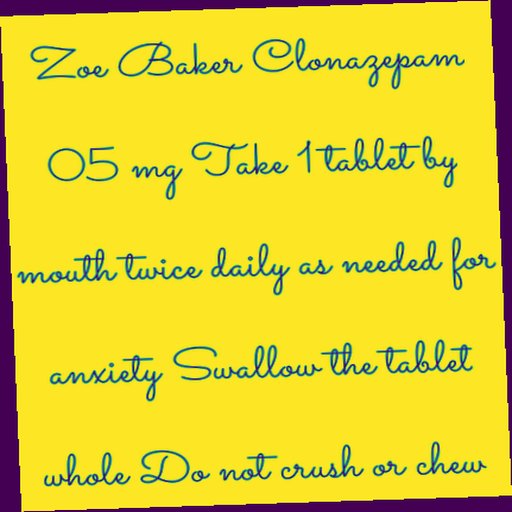 Zoe Baker Clonazepam
05 mg Take 1 tablet by
mouth twice daily as needed for
anxiety Swallow the tablet
whole Do not crush or chew